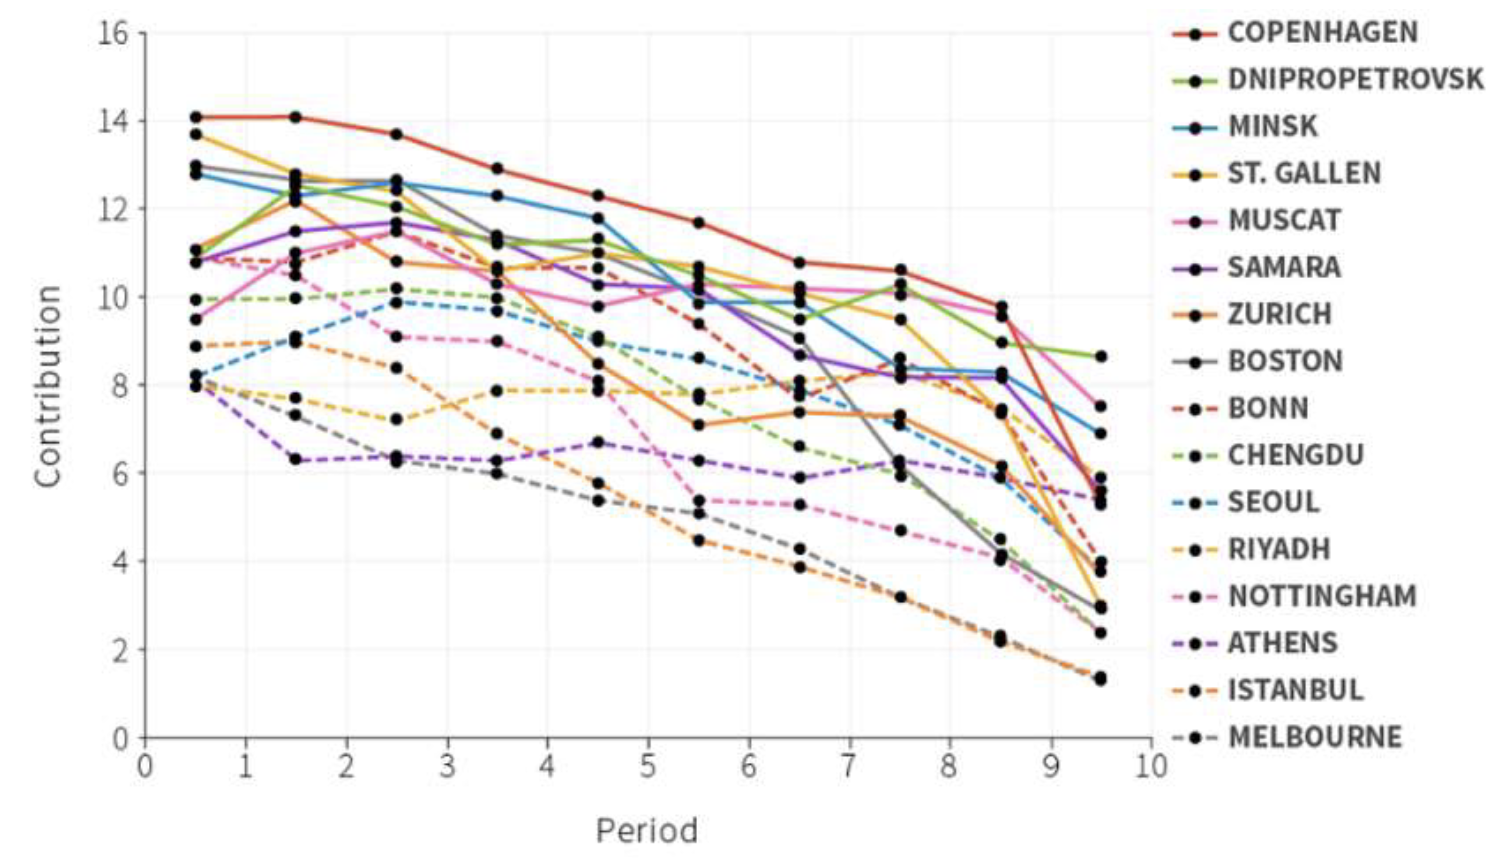 16
14
12
10
8
6
4
2
0
Contribution
0 1 2 3 4 5 6 7 8 9 10
Period
COPENHAGEN
DNIPROPETROVSK
MINSK
ST. GALLEN
MUSCAT
SAMARA
ZURICH
BOSTON
BONN
CHENGDU
SEOUL
RIYADH
NOTTINGHAM
ATHENS
ISTANBUL
MELBOURNE